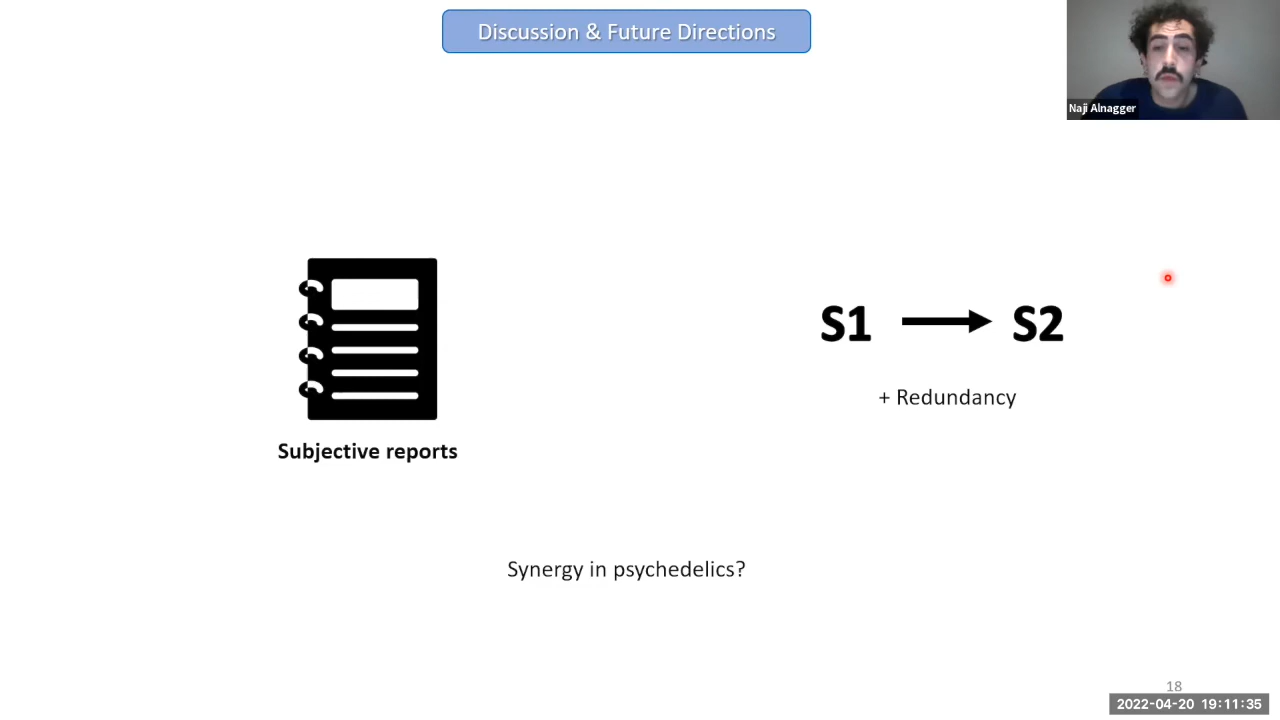 Discussion & Future Directions
Naji Alnagger
S1 → S2
+ Redundancy
Subjective reports
Synergy in psychedelics?
18
2022-04-20 19:11:35